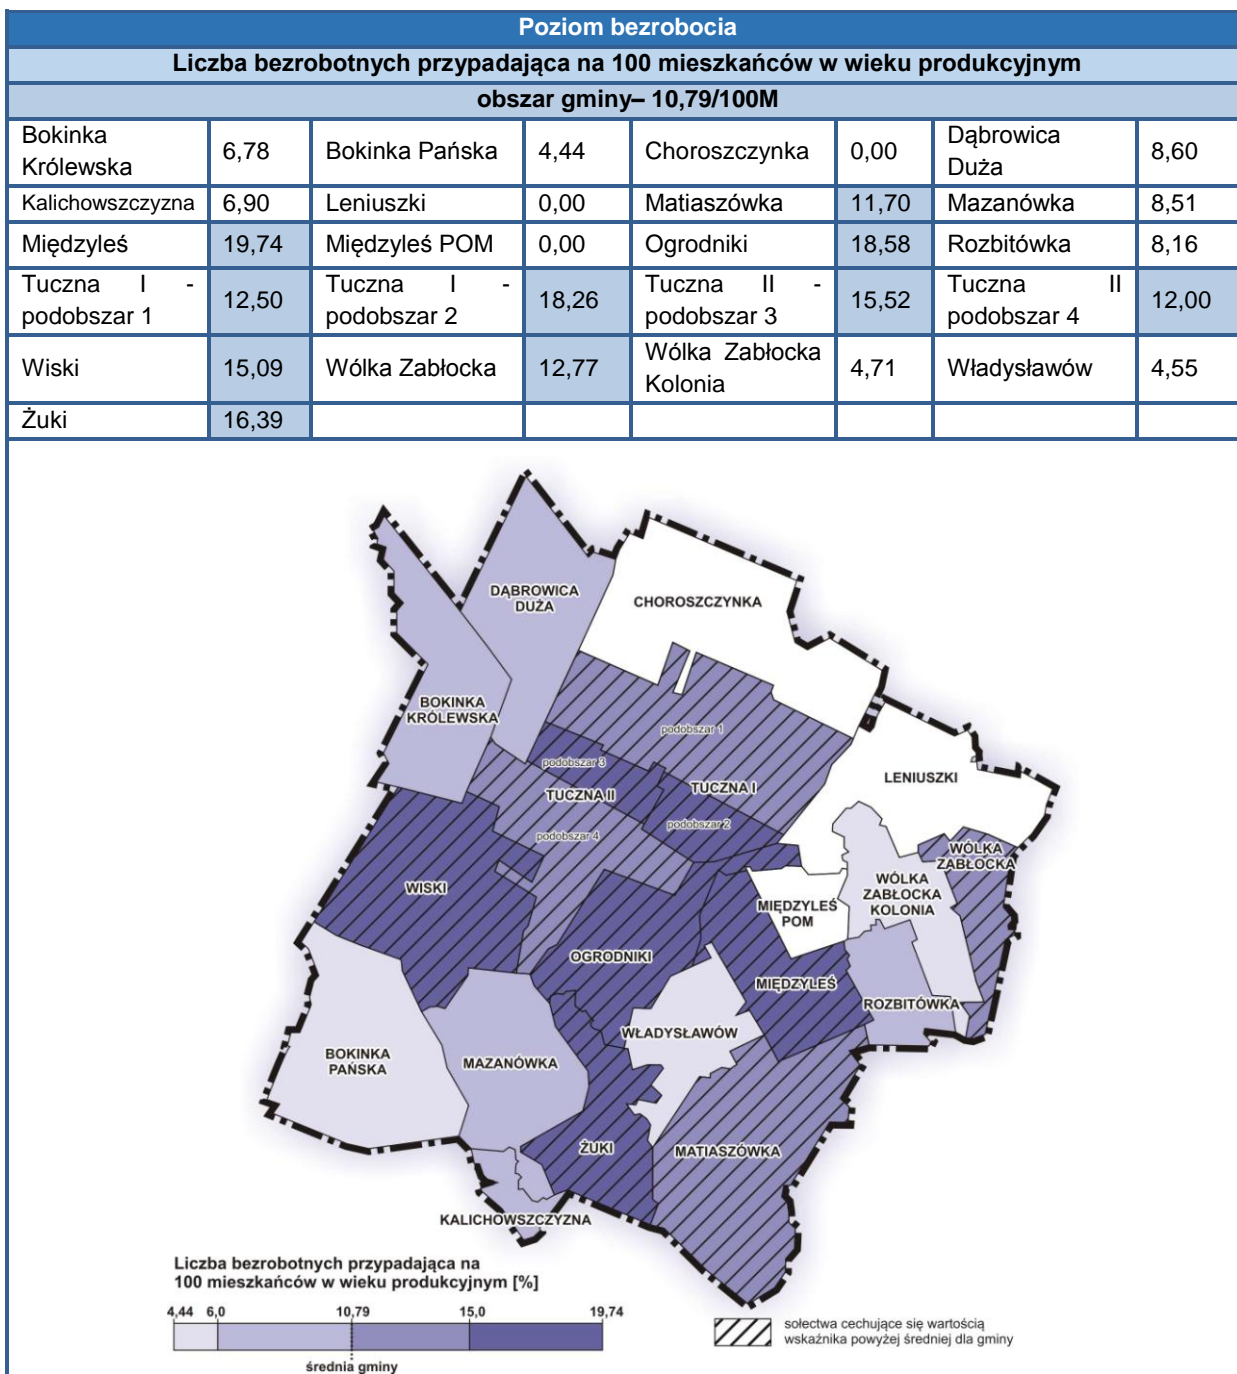 Poziom bezrobocia
Liczba bezrobotnych przypadająca na 100 mieszkańców w wieku produkcyjnym
obszar gminy– 10,79/100M
Bokinka Królewska 6,78 Bokinka Pańska 4,44 Choroszczynka 0,00 Dąbrowica Duża 8,60
Kalichowszczyzna 6,90 Leniuszki 0,00 Matiaszówka 11,70 Mazanówka 8,51
Międzyleś 19,74 Międzyleś POM 0,00 Ogrodniki 18,58 Rozbitówka 8,16
Tuczna I - podobszar 1 12,50 Tuczna I - podobszar 2 18,26 Tuczna II - podobszar 3 15,52 Tuczna II podobszar 4 12,00
Wiski 15,09 Wólka Zabłocka 12,77 Wólka Zabłocka Kolonia 4,71 Władysławów 4,55
Żuki 16,39
DĄBROWICA
DUŻA
CHOROSZCZYNKA
BOKINKA
KRÓLEWSKA
podobszar 1
podobszar 3
TUCZNA II
TUCZNA I
podobszar 2
podobszar 4
LENIUSZKI
WÓLKA
ZABŁOCKA
WÓLKA
ZABŁOCKA
KOLONIA
WISKI
MIĘDZYLEŚ
POM
OGRODNIKI
MIĘDZYLEŚ
ROZBITÓWKA
WŁADYSŁAWÓW
BOKINKA
PAŃSKA
MAZANÓWKA
ŻUKI
MATIASZÓWKA
KALICHOWSZCZYZNA
Liczba bezrobotnych przypadająca na
100 mieszkańców w wieku produkcyjnym [%]
4,44 6,0 10,79 15,0 19,74
średnia gminy
sołectwa cechujące się wartością
wskaźnika powyżej średniej dla gminy